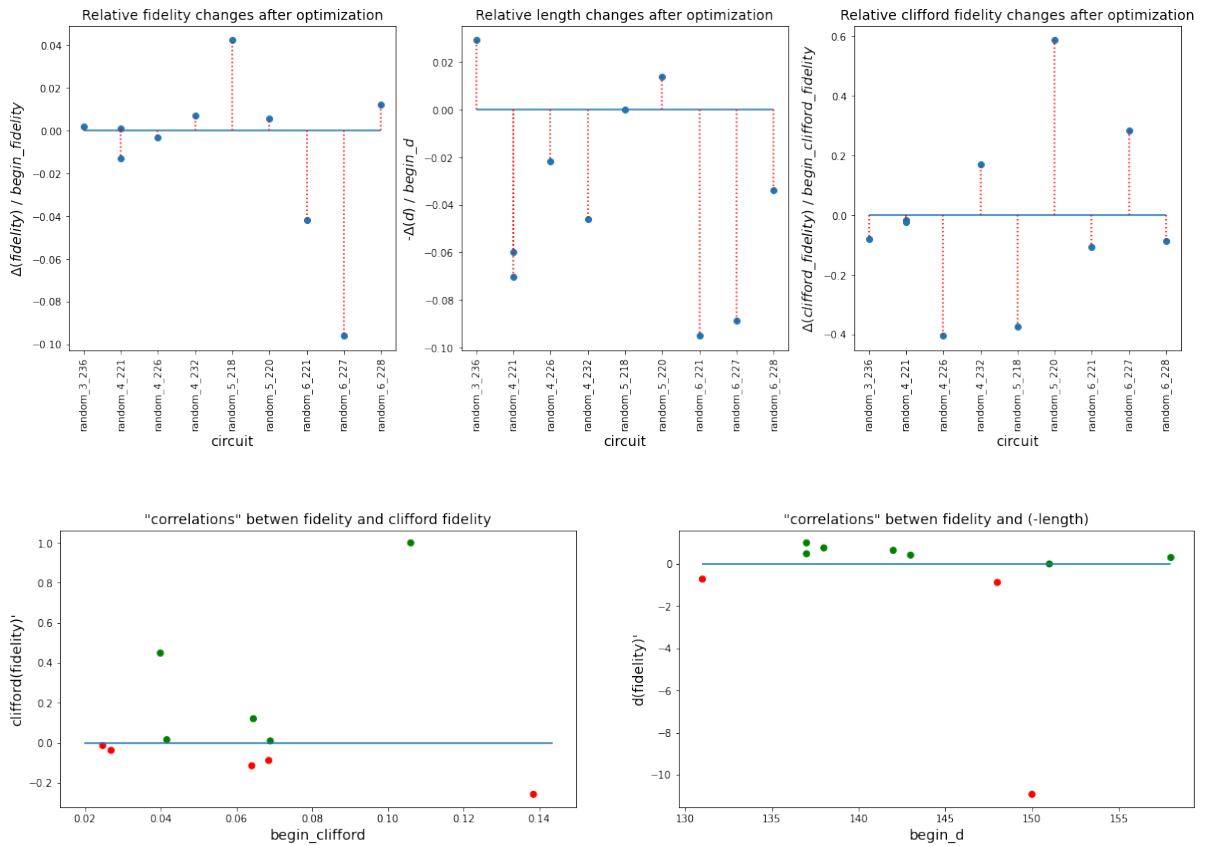 Relative fidelity changes after optimization
0.04
0.02
0.00
−0.02
−0.04
−0.06
−0.08
−0.10
Δ(fidelity) / begin_fidelity
random_3_236
random_4_221
random_4_226
random_4_232
random_5_218
random_5_220
random_6_221
random_6_227
random_6_228
circuit
Relative length changes after optimization
0.02
0.00
−0.02
−0.04
−0.06
−0.08
−0.10
-Δ(d) / begin_d
random_3_236
random_4_221
random_4_226
random_4_232
random_5_218
random_5_220
random_6_221
random_6_227
random_6_228
circuit
Relative clifford fidelity changes after optimization
0.6
0.4
0.2
0.0
−0.2
−0.4
Δ(clifford_fidelity) / begin_clifford_fidelity
random_3_236
random_4_221
random_4_226
random_4_232
random_5_218
random_5_220
random_6_221
random_6_227
random_6_228
circuit
"correlations" betwen fidelity and clifford fidelity
1.0
0.8
0.6
0.4
0.2
0.0
−0.2
clifford(fidelity)'
0.02 0.04 0.06 0.08 0.10 0.12 0.14
begin_clifford
"correlations" betwen fidelity and (-length)
0
−2
−4
−6
−8
−10
d(fidelity)'
130 135 140 145 150 155
begin_d